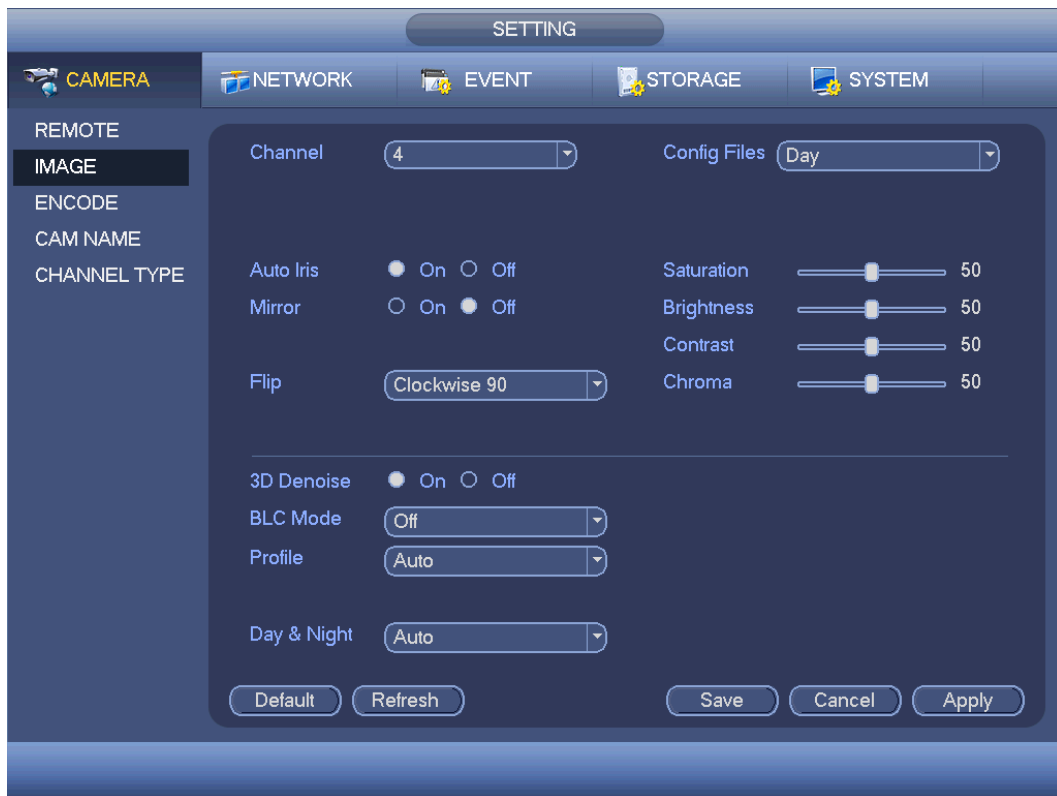 SETTING
CAMERA NETWORK EVENT STORAGE SYSTEM
REMOTE
IMAGE
ENCODE
CAM NAME
CHANNEL TYPE
Channel 4 Config Files Day
Auto Iris On Off Saturation 50
Mirror On Off Brightness 50
Contrast 50
Flip Clockwise 90 Chroma 50
3D Denoise On Off
BLC Mode Off
Profile Auto
Day & Night Auto
Default Refresh Save Cancel Apply